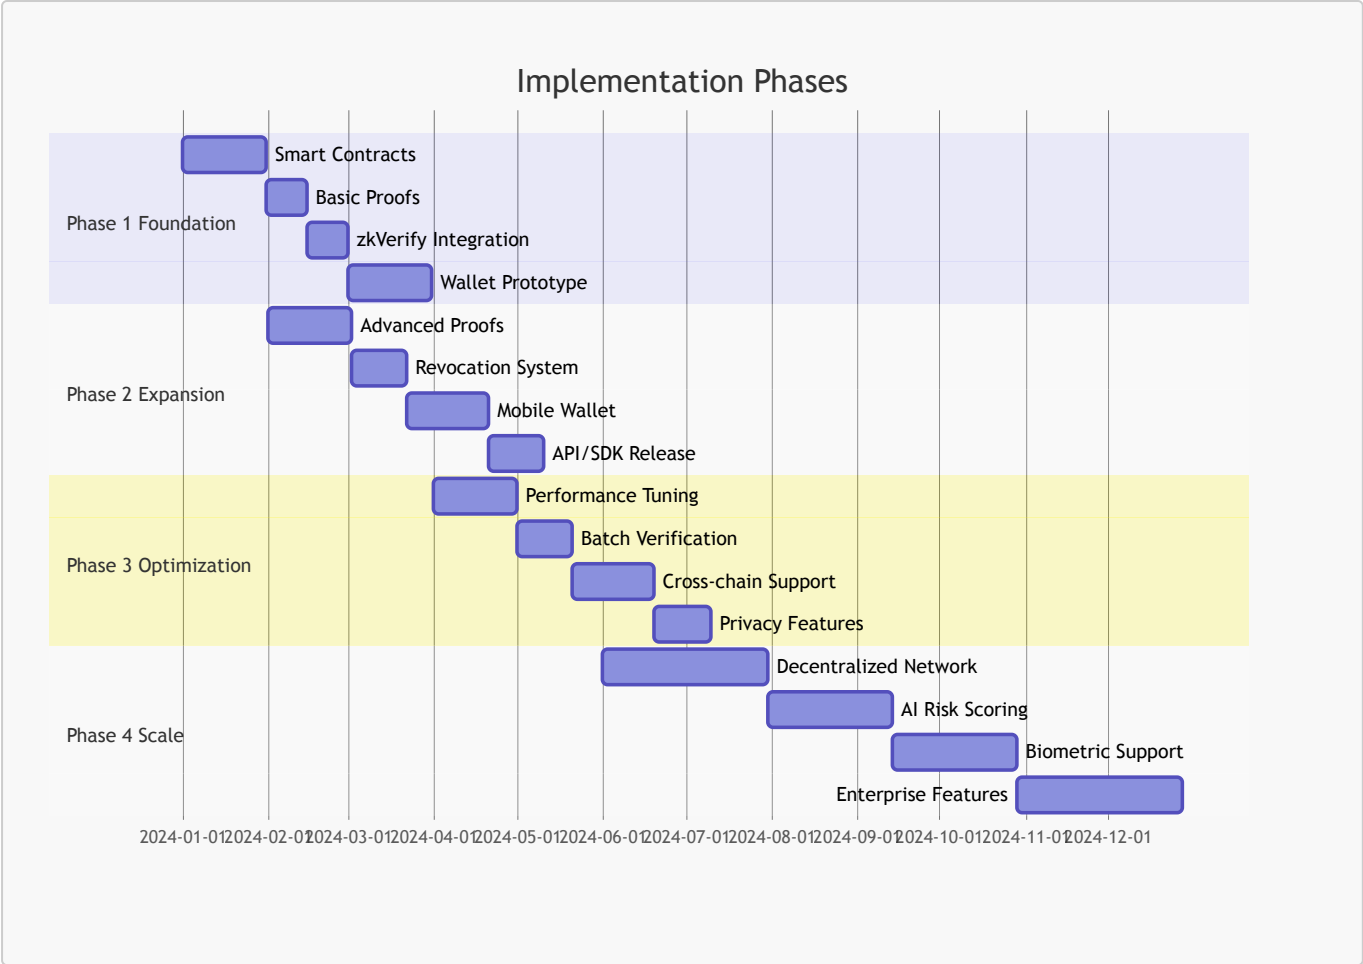 Implementation Phases
Smart Contracts
Basic Proofs
Phase 1 Foundation
zkVerify Integration
Wallet Prototype
Advanced Proofs
Revocation System
Phase 2 Expansion
Mobile Wallet
API/SDK Release
Performance Tuning
Batch Verification
Phase 3 Optimization
Cross-chain Support
Privacy Features
Decentralized Network
AI Risk Scoring
Phase 4 Scale
Biometric Support
Enterprise Features
2024-01-01 2024-02-01 2024-03-01 2024-04-01 2024-05-01 2024-06-01 2024-07-01 2024-08-01 2024-09-01 2024-10-01 2024-11-01 2024-12-01